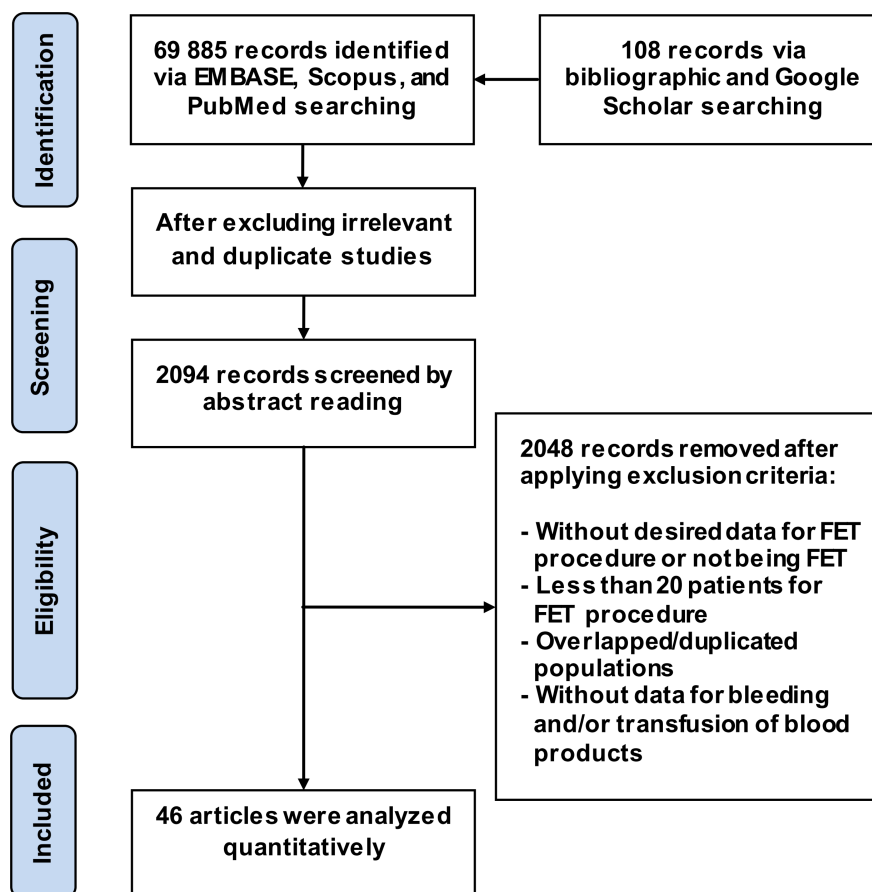 Identification
69 885 records identified
via EMBASE, Scopus, and
PubMed searching
108 records via
bibliographic and Google
Scholar searching
After excluding irrelevant
and duplicate studies
Screening
2094 records screened by
abstract reading
2048 records removed after
applying exclusion criteria:
- Without desired data for FET
procedure or not being FET
- Less than 20 patients for
FET procedure
- Overlapped/duplicated
populations
- Without data for bleeding
and/or transfusion of blood
products
Eligibility
Included
46 articles were analyzed
quantitatively